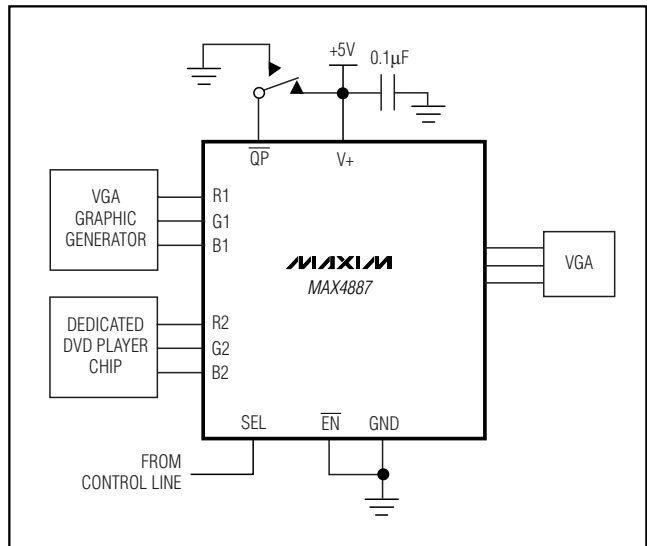 +5V
0.1µF
QP
V+
VGA
GRAPHIC
GENERATOR
R1
G1
B1
MAXIM
MAX4887
VGA
DEDICATED
DVD PLAYER
CHIP
R2
G2
B2
SEL
EN
GND
FROM
CONTROL LINE